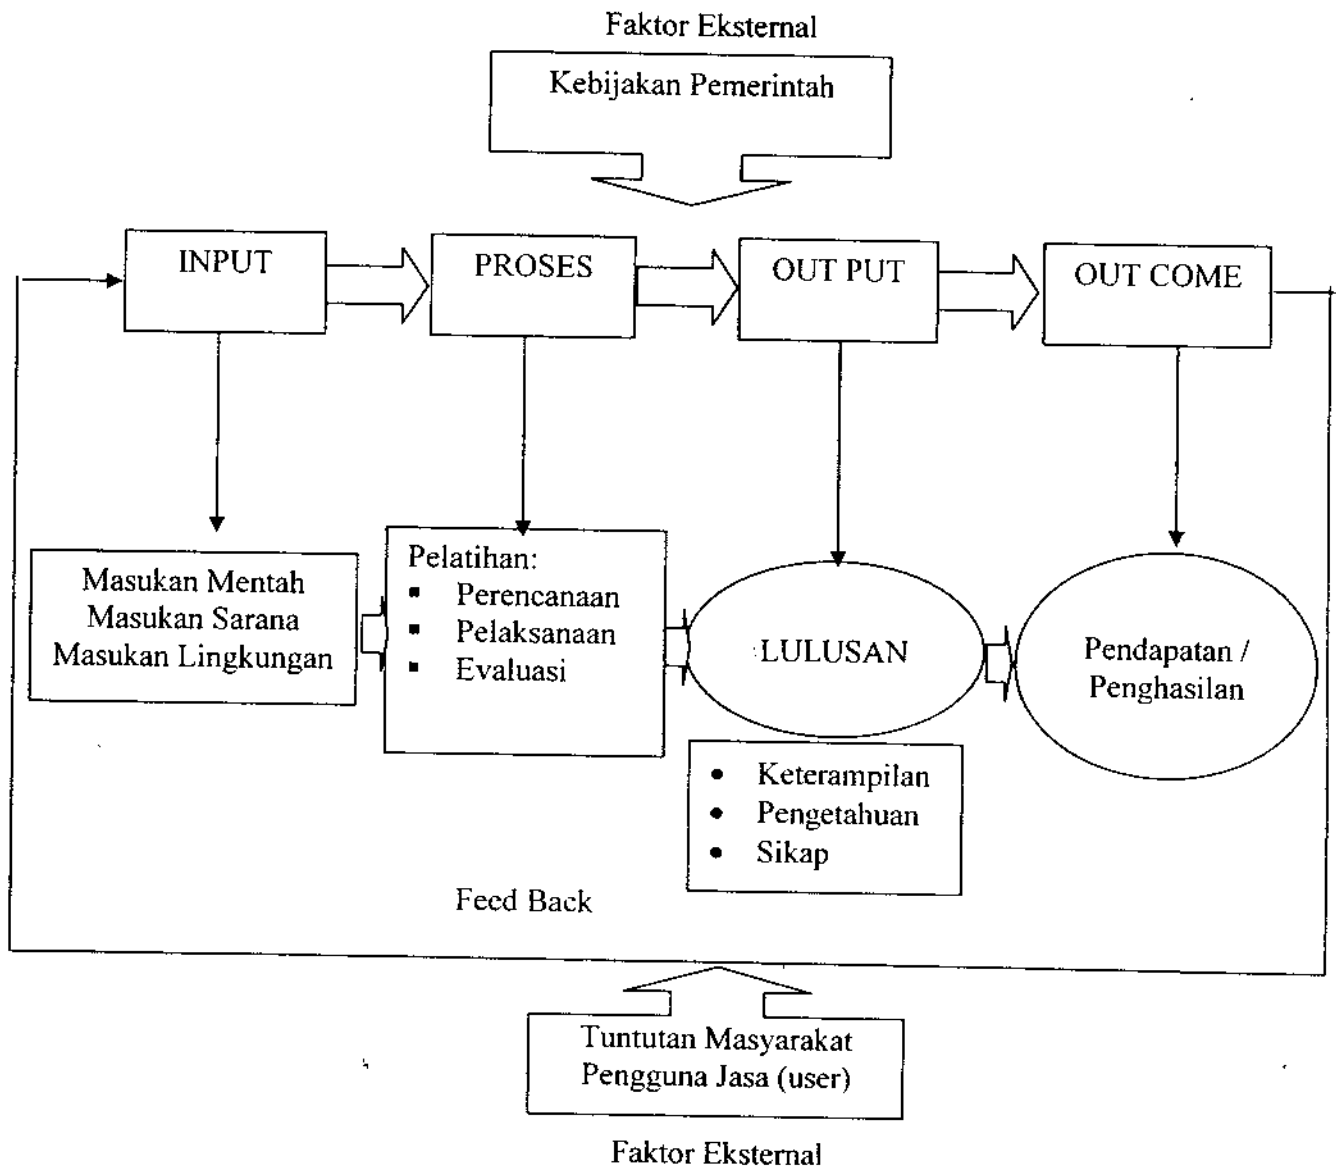 Faktor Eksternal
Kebijakan Pemerintah
INPUT
PROSES
OUT PUT
OUT COME
Masukan Mentah
Masukan Sarana
Masukan Lingkungan
Pelatihan:
▪ Perencanaan
▪ Pelaksanaan
▪ Evaluasi
LULUSAN
Pendapatan /
Penghasilan
• Keterampilan
• Pengetahuan
• Sikap
Feed Back
Tuntutan Masyarakat
Pengguna Jasa (user)
Faktor Eksternal